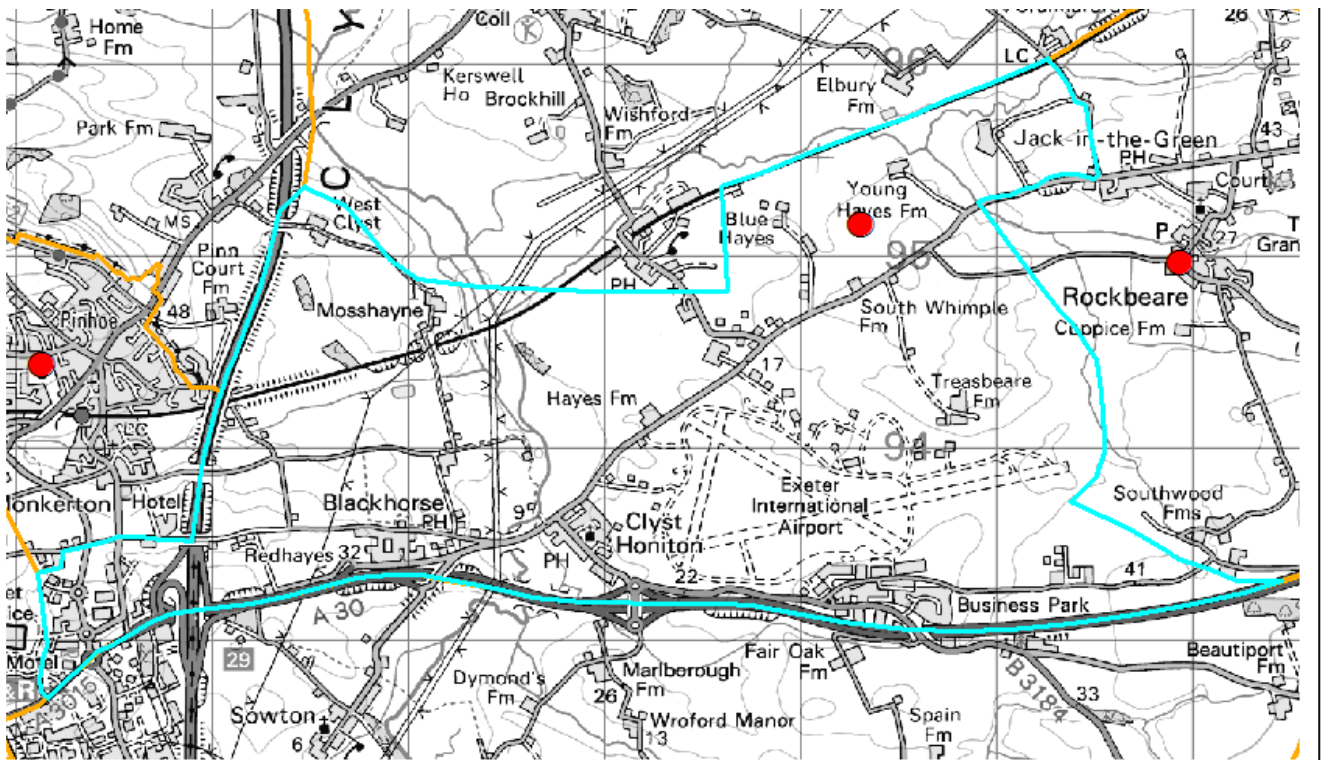 Coll
26
Home
Fm
LC
96
Kerswell
Ho
Brockhill
Elbury
Fm
Wishford
Fm
Park Fm
L
Jack-in-the-Green
43
PH
C
Young
Hayes Fm
Court
West
Clyst
MS
Blue
Hayes
P
27
T
Gran
Pinn
Court
Fm
95
PH
Rockbeare
48
Mosshayne
South Whimple
Fm
Pinhoe
Cuppice Fm
17
Treasbeare
Fm
Hayes Fm
LC
94
Monkerton
Hotel
Blackhorse
PH
9
Exeter
International
Airport
Southwood
Fms
Clyst
Honiton
Redhayes
32
PH
22
41
A 30
Business Park
29
Motel
Fair Oak
Fm
Beautiport
Fm
Marlborough
Fm
R
Dymond's
Fm
26
B 3184
33
Sowton
Wroford Manor
13
Spain
Fm
6